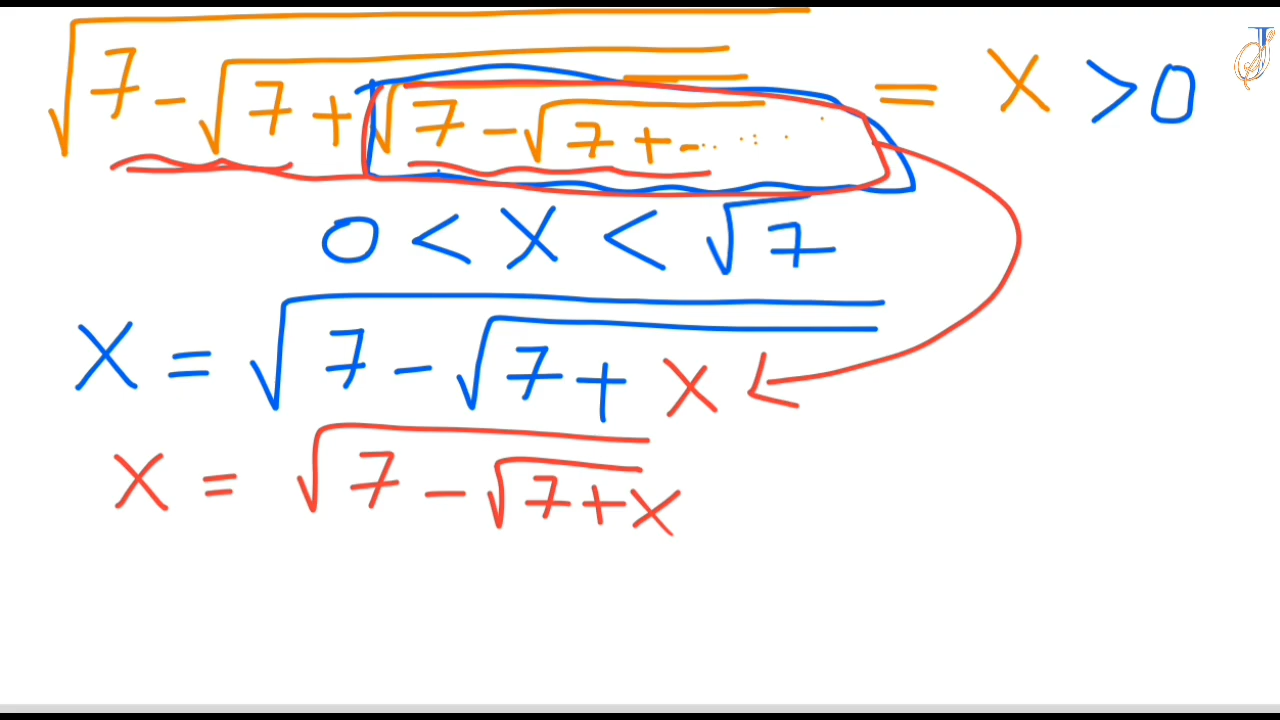 √(7-√(7+√(7-√(7+-...... = x >0
0 < x < √7
x = √(7-√(7+x
x = √(7-√(7+x